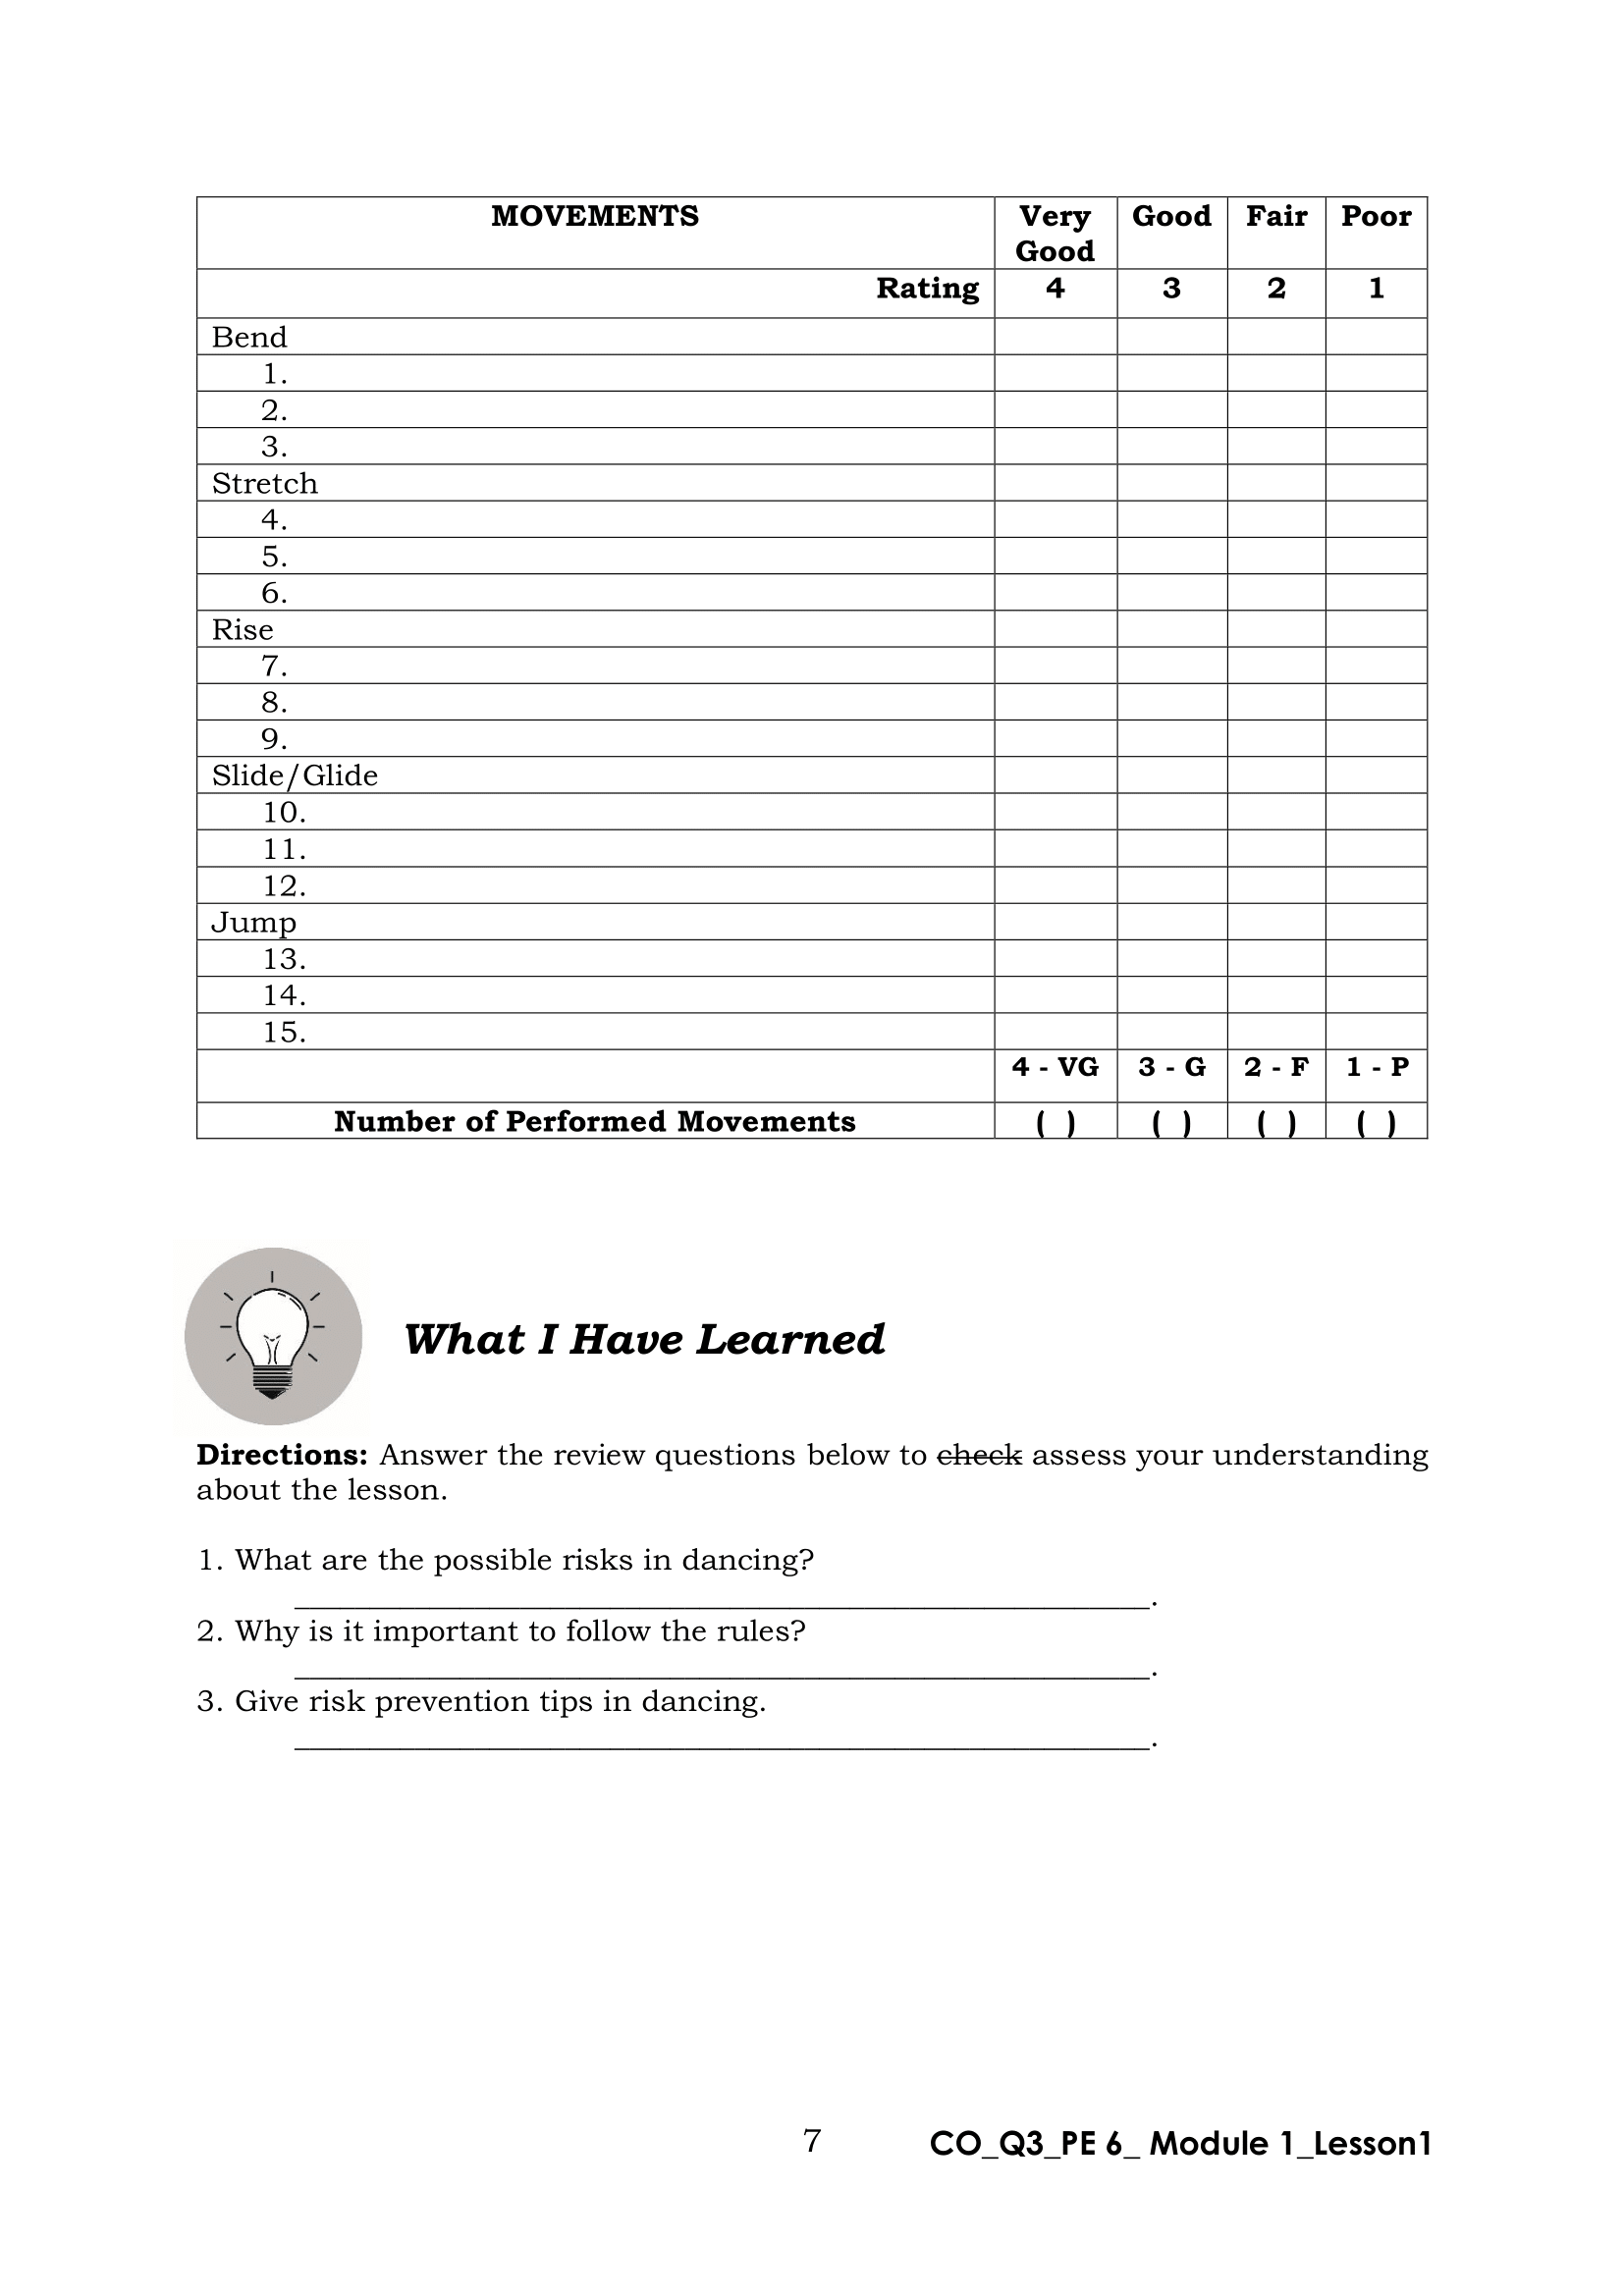 MOVEMENTS Very Good Good Fair Poor
Rating 4 3 2 1
Bend
1.
2.
3.
Stretch
4.
5.
6.
Rise
7.
8.
9.
Slide/Glide
10.
11.
12.
Jump
13.
14.
15.
4 - VG 3 - G 2 - F 1 - P
Number of Performed Movements ( ) ( ) ( ) ( )
What I Have Learned
Directions: Answer the review questions below to check assess your understanding
about the lesson.
1. What are the possible risks in dancing?
_________________________________________________________.
2. Why is it important to follow the rules?
_________________________________________________________.
3. Give risk prevention tips in dancing.
_________________________________________________________.
7 CO_Q3_PE 6_ Module 1_Lesson1